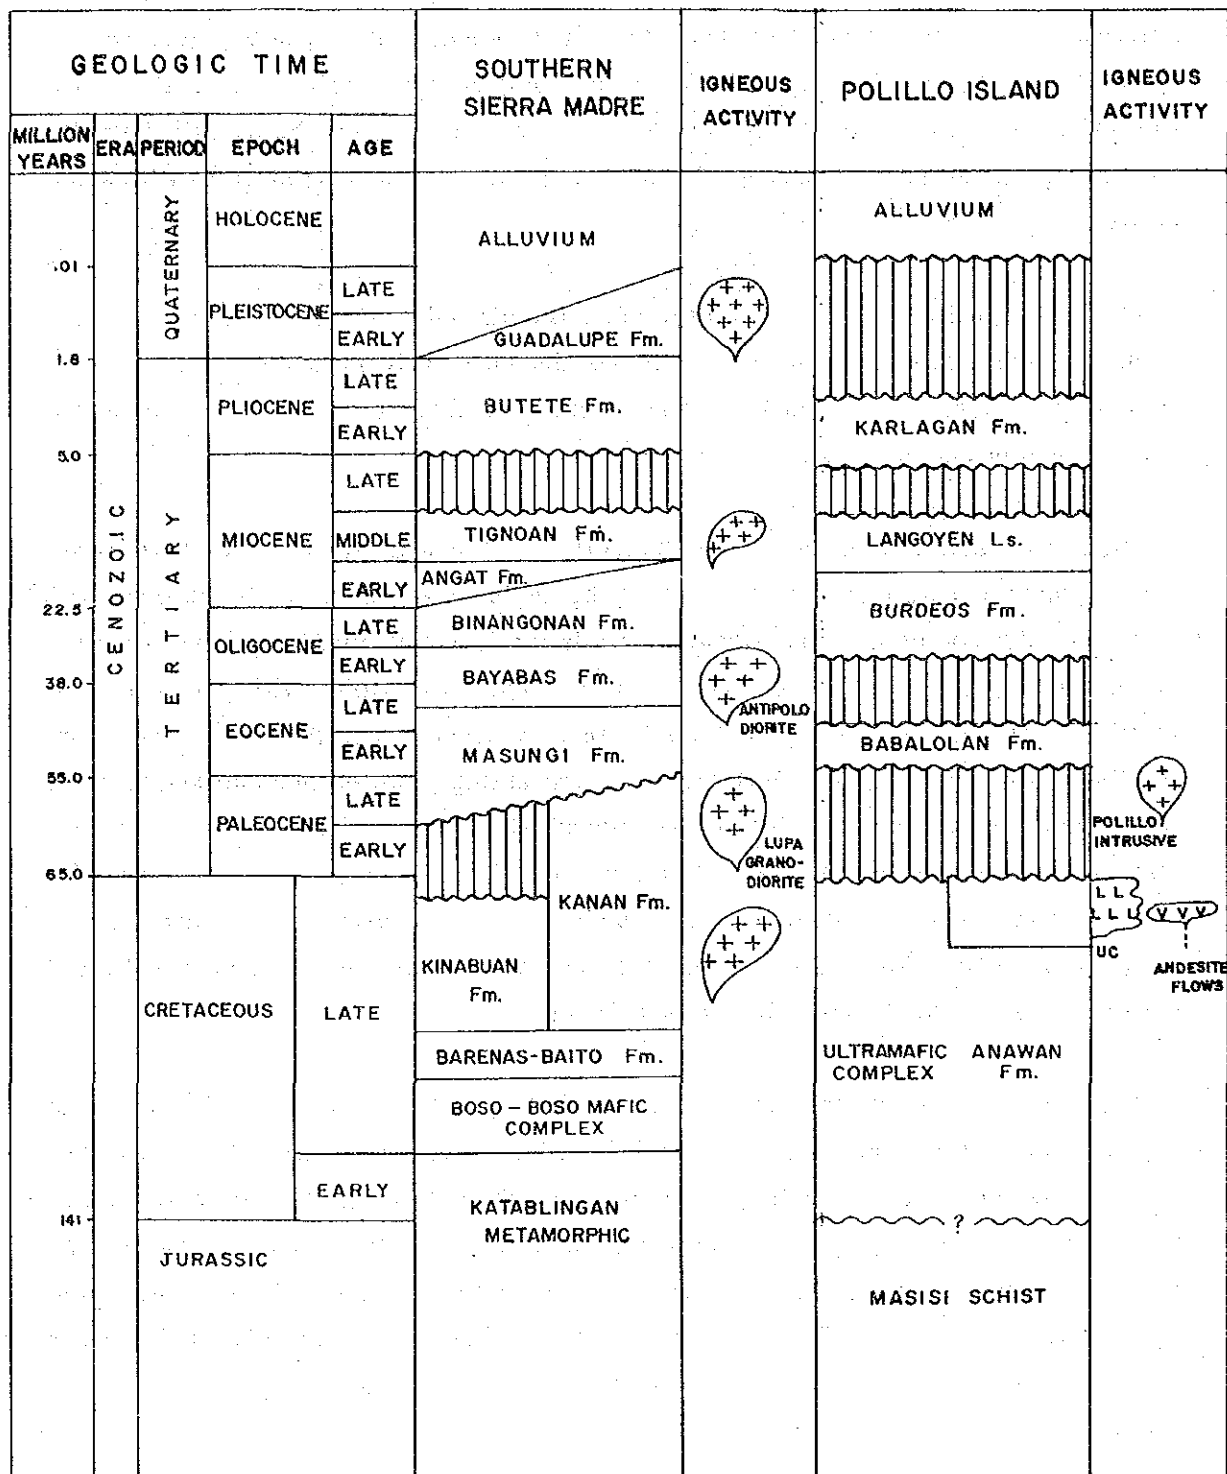 GEOLOGIC TIME
SOUTHERN
SIERRA MADRE
IGNEOUS
ACTIVITY
POLILLO ISLAND
IGNEOUS
ACTIVITY
MILLION
YEARS
ERA
PERIOD
EPOCH
AGE
CENOZOIC
QUATERNARY
TERTIARY
HOLOCENE
.01
PLEISTOCENE
LATE
EARLY
1.8
PLIOCENE
LATE
EARLY
5.0
MIOCENE
LATE
MIDDLE
EARLY
22.5
OLIGOCENE
LATE
EARLY
38.0
EOCENE
LATE
EARLY
55.0
PALEOCENE
LATE
EARLY
65.0
CRETACEOUS
LATE
EARLY
141
JURASSIC
ALLUVIUM
GUADALUPE Fm.
BUTETE Fm.
TIGNOAN Fm.
ANGAT Fm.
BINANGONAN Fm.
BAYABAS Fm.
MASUNGI Fm.
KANAN Fm.
KINABUAN
Fm.
BARENAS-BAITO Fm.
BOSO – BOSO MAFIC
COMPLEX
KATABLINGAN
METAMORPHIC
ANTIPOLO
DIORITE
LUPA
GRANO-
DIORITE
ALLUVIUM
KARLAGAN Fm.
LANGOYEN Ls.
BURDEOS Fm.
BABALOLAN Fm.
ULTRAMAFIC
COMPLEX
ANAWAN
Fm.
?
MASISI SCHIST
POLILLO
INTRUSIVE
L L
L L L
V V V
UC
ANDESITE
FLOWS